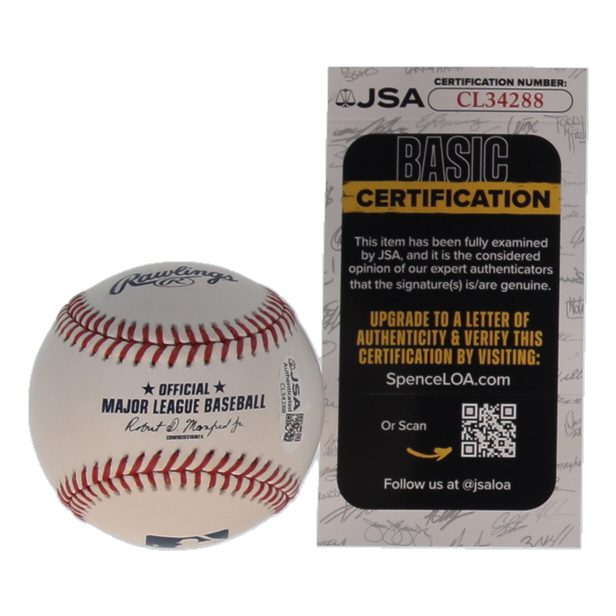 Rawlings
R
★ OFFICIAL ★
MAJOR LEAGUE BASEBALL
Robert D. Manfred Jr.
COMMISSIONER
JSA
Authenticated
CL34288
JSA
CERTIFICATION NUMBER:
CL34288
BASIC
CERTIFICATION
This item has been fully examined
by JSA, and it is the considered
opinion of our expert authenticators
that the signature(s) is/are genuine.
UPGRADE TO A LETTER OF
AUTHENTICITY & VERIFY THIS
CERTIFICATION BY VISITING:
SpenceLOA.com
Or Scan
Follow us at @jsaloa